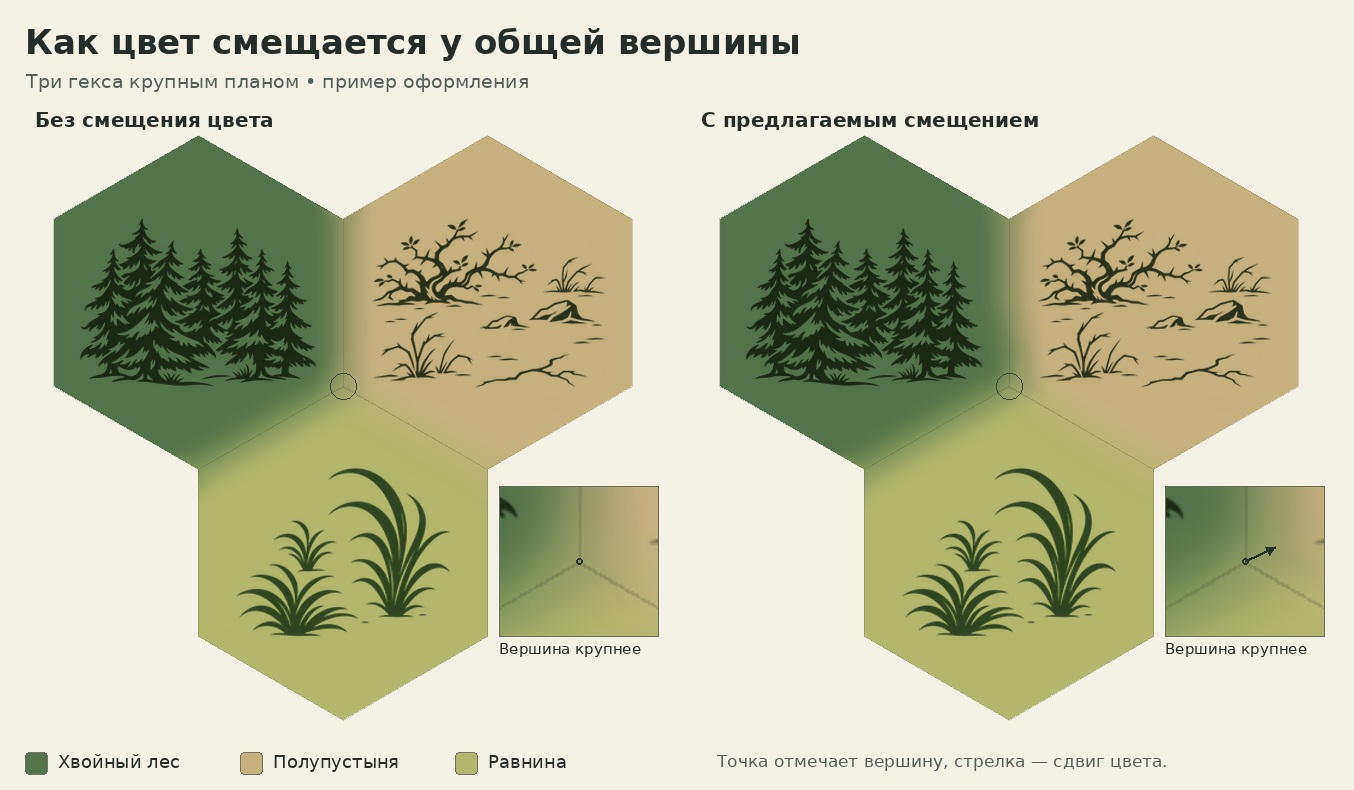 Как цвет смещается у общей вершины
Три гекса крупным планом • пример оформления
Без смещения цвета
С предлагаемым смещением
Вершина крупнее
Вершина крупнее
Хвойный лес
Полупустыня
Равнина
Точка отмечает вершину, стрелка — сдвиг цвета.